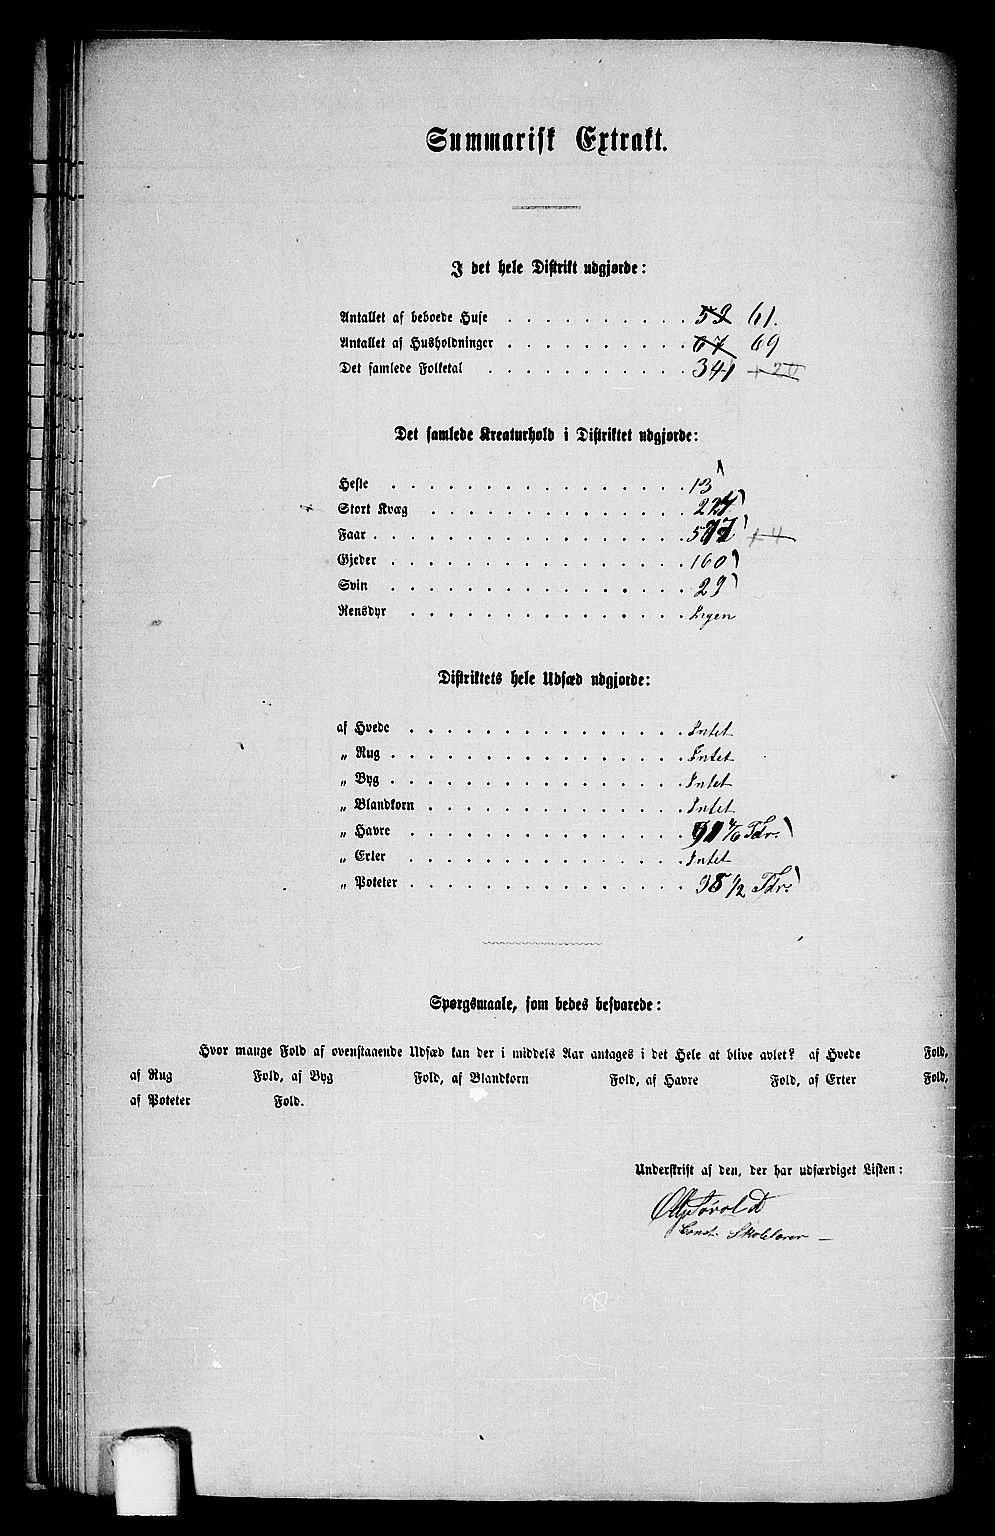 Summarisk Extrakt.
I det hele Distrikt udgjorde:
Antallet af beboede Huse . . . . . . . . . . 59 61.
Antallet af Husholdninger . . . . . . . . . . 67 69
Det samlede Folketal . . . . . . . . . . . 341 + 20
Det samlede Kreaturhold i Distriktet udgjorde:
Heste . . . . . . . . . . . . . . . . 13
Stort Kvæg . . . . . . . . . . . . . . 224
Faar . . . . . . . . . . . . . . . . . + 4
Gjeder . . . . . . . . . . . . . . . . 160
Svin . . . . . . . . . . . . . . . . 29
Rensdyr . . . . . . . . . . . . . . . Ingen
Distriktets hele Udsæd udgjorde:
af Hvede . . . . . . . . . . . . . . . Intet
„ Rug . . . . . . . . . . . . . . . . Intet
„ Byg . . . . . . . . . . . . . . . . Intet
„ Blandkorn . . . . . . . . . . . . . . Intet
„ Havre . . . . . . . . . . . . . . . Tdr.
„ Erter . . . . . . . . . . . . . . . Intet
„ Poteter . . . . . . . . . . . . . . . 98 1/2 Tdr.
Spørgsmaale, som bedes besvarede:
Hvor mange Fold af ovenstaaende Udsæd kan der i middels Aar antages i det Hele at blive avlet? af Hvede Fold,
af Rug Fold, af Byg Fold, af Blandkorn Fold, af Havre Fold, af Erter Fold,
af Poteter Fold.
Underskrift af den, der har udfærdiget Listen:
Const. Skolelærer